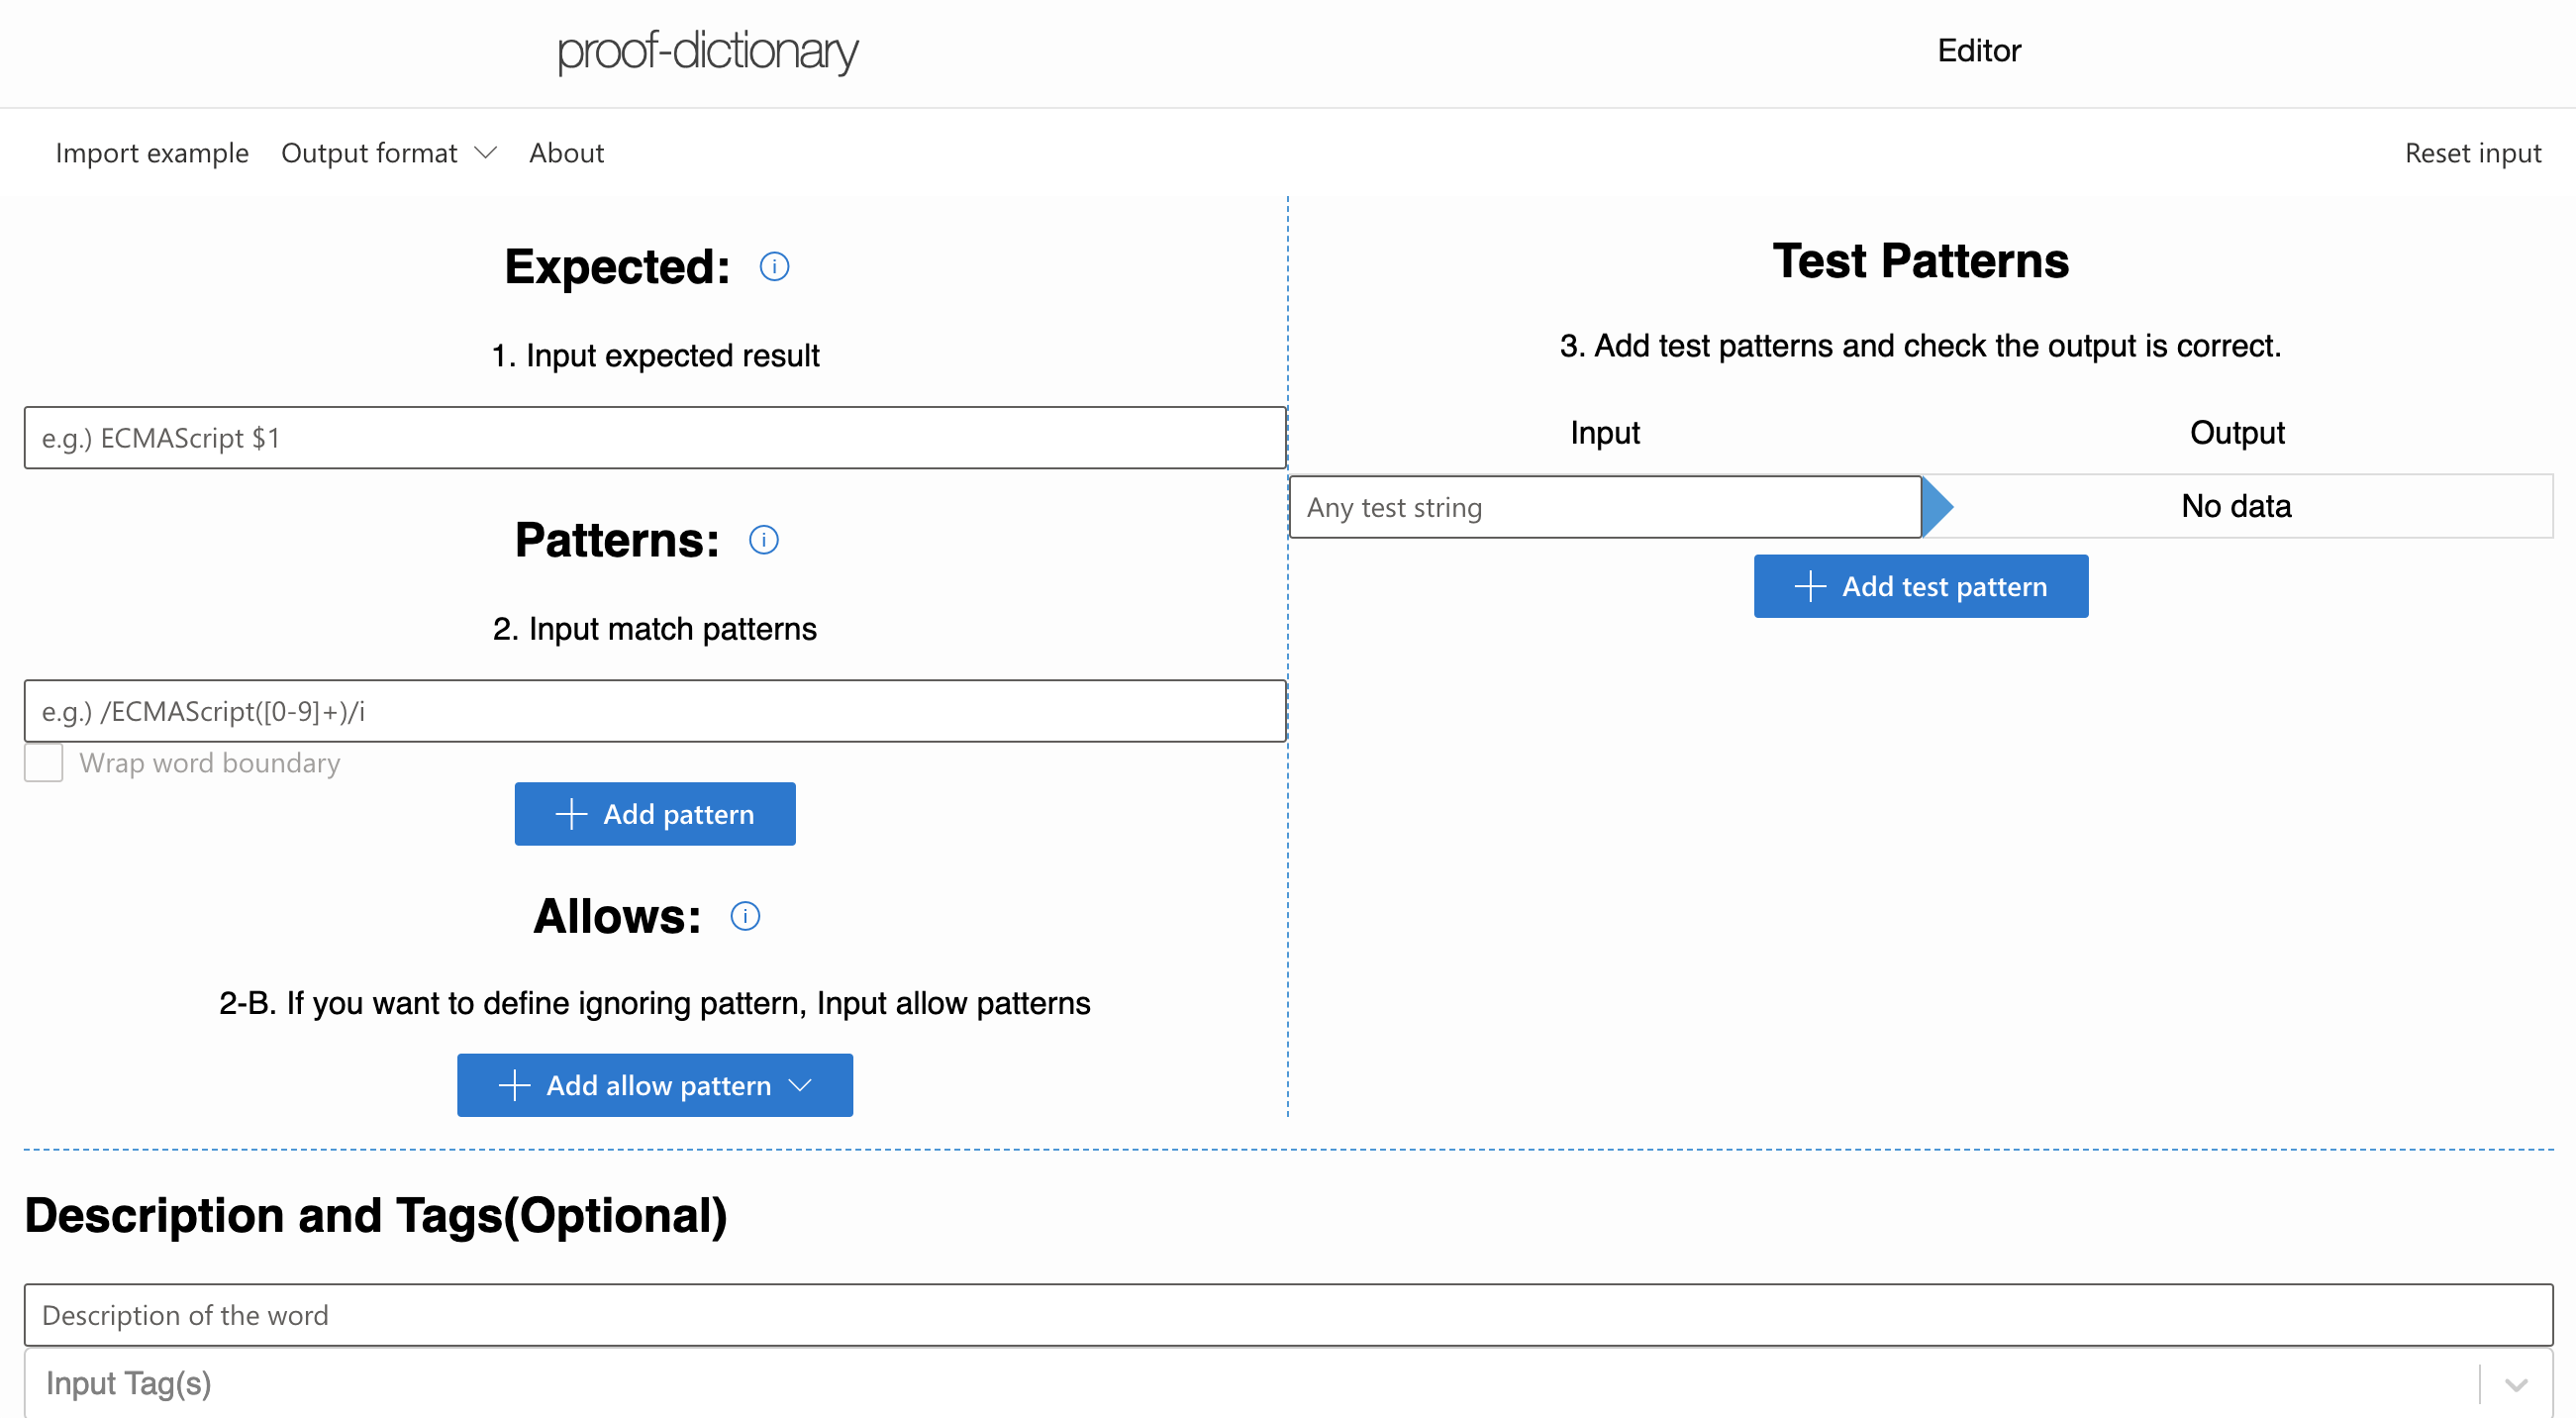 proof-dictionary
Editor
Import example
Output format
About
Reset input
Expected:
1. Input expected result
e.g.) ECMAScript $1
Patterns:
2. Input match patterns
e.g.) /ECMAScript([0-9]+)/i
Wrap word boundary
Add pattern
Allows:
2-B. If you want to define ignoring pattern, Input allow patterns
Add allow pattern
Test Patterns
3. Add test patterns and check the output is correct.
Input
Output
Any test string
No data
Add test pattern
Description and Tags(Optional)
Description of the word
Input Tag(s)